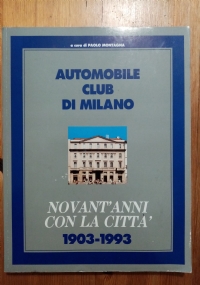 a cura di PAOLO MONTAGNA
AUTOMOBILE
CLUB
DI MILANO
NOVANT'ANNI
CON LA CITTA'
1903-1993